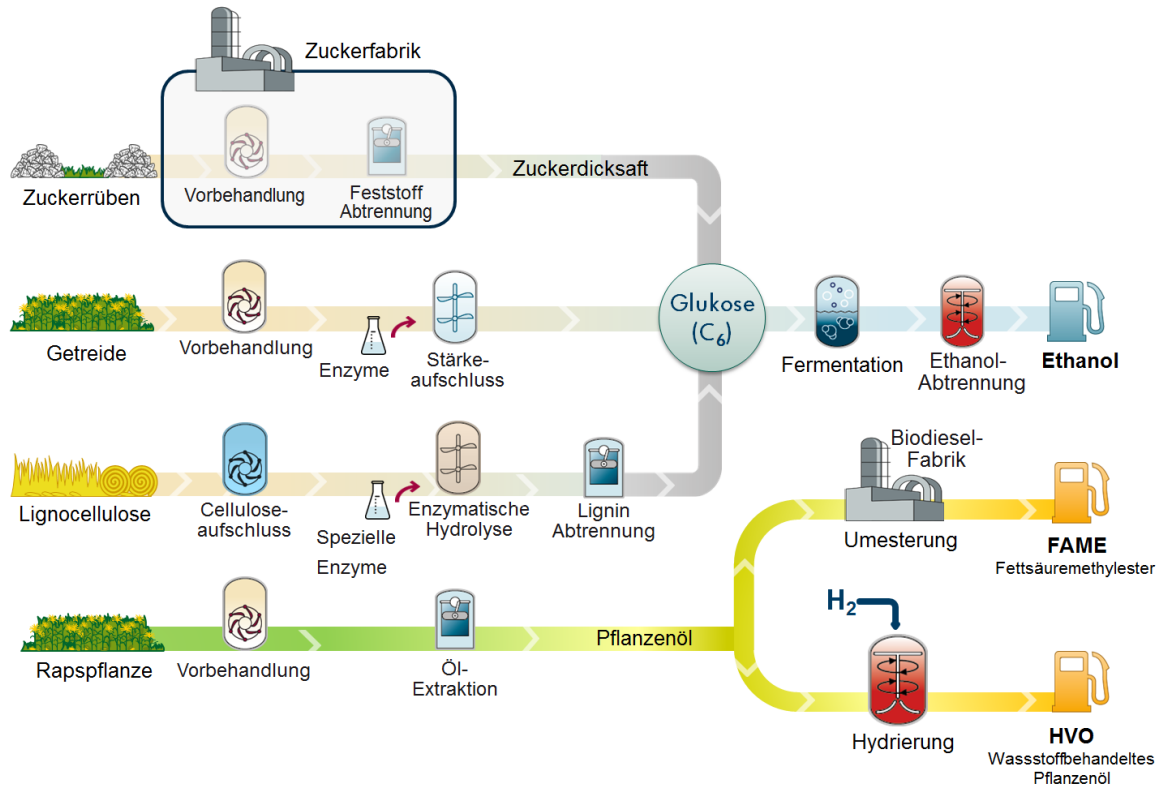 Zuckerfabrik
Zuckerrüben
Vorbehandlung
Feststoff
Abtrennung
Zuckerdicksaft
Getreide
Vorbehandlung
Enzyme
Stärke-
aufschluss
Glukose
(C₆)
Fermentation
Ethanol-
Abtrennung
Ethanol
Lignocellulose
Cellulose-
aufschluss
Spezielle
Enzyme
Enzymatische
Hydrolyse
Lignin
Abtrennung
Biodiesel-
Fabrik
Umesterung
FAME
Fettsäuremethylester
Rapspflanze
Vorbehandlung
Öl-
Extraktion
Pflanzenöl
H₂
Hydrierung
HVO
Wassstoffbehandeltes
Pflanzenöl